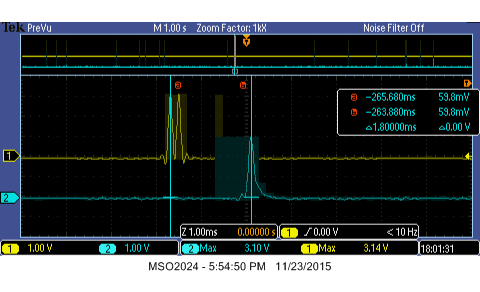 Tek PreVu M 1.00 s Zoom Factor: 1kX Noise Filter Off
T
a b T
a -265.680ms 59.8mV
b -263.880ms 59.8mV
△1.80000ms △0.00 V
1
2
Z 1.00ms 0.00000 s 1 ∫ 0.00 V < 10 Hz
1 1.00 V 2 1.00 V 2 Max 3.10 V 1 Max 3.14 V 18:01:31
MSO2024 - 5:54:50 PM 11/23/2015